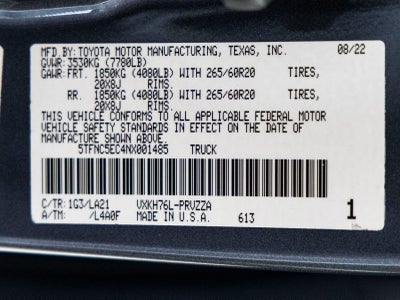 MFD.BY: TOYOTA MOTOR MANUFACTURING, TEXAS, INC. 08/22
GVWR: 3530KG (7780LB)
GAWR: FRT. 1850KG (4080LB) WITH 265/60R20 TIRES,
20X8J RIMS.
RR. 1850KG (4080LB) WITH 265/60R20 TIRES,
20X8J RIMS.
THIS VEHICLE CONFORMS TO ALL APPLICABLE FEDERAL MOTOR
VEHICLE SAFETY STANDARDS IN EFFECT ON THE DATE OF
MANUFACTURE SHOWN ABOVE.
5TFNC5EC4NX001485 TRUCK
C/TR: 1G3/LA21 VXKH76L-PRVZZA
A/TM: /L4A0F MADE IN U.S.A. 613 1